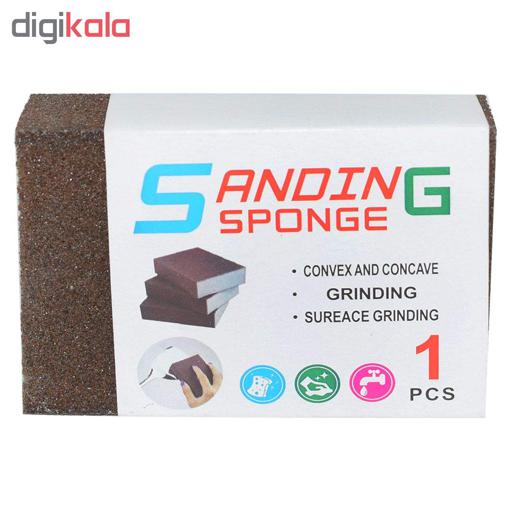 digikala
SANDING
SPONGE
• CONVEX AND CONCAVE
• GRINDING
• SUREACE GRINDING
1
PCS